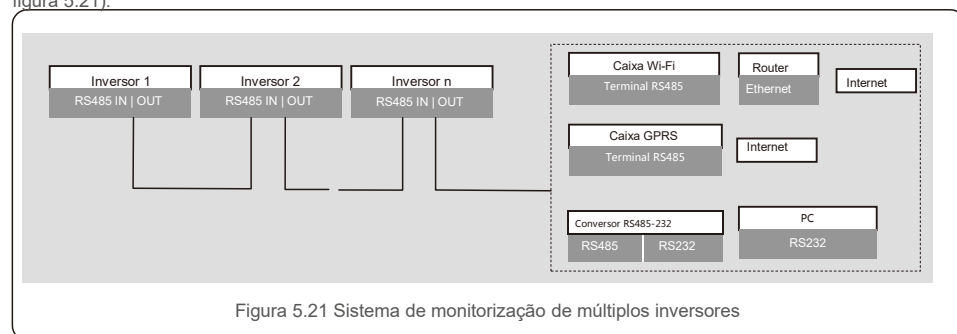 figura 5.21).
Inversor 1
RS485 IN | OUT
Inversor 2
RS485 IN | OUT
Inversor n
RS485 IN | OUT
Caixa Wi-Fi
Terminal RS485
Router
Ethernet
Internet
Caixa GPRS
Terminal RS485
Internet
Conversor RS485-232
RS485
RS232
PC
RS232
Figura 5.21 Sistema de monitorização de múltiplos inversores